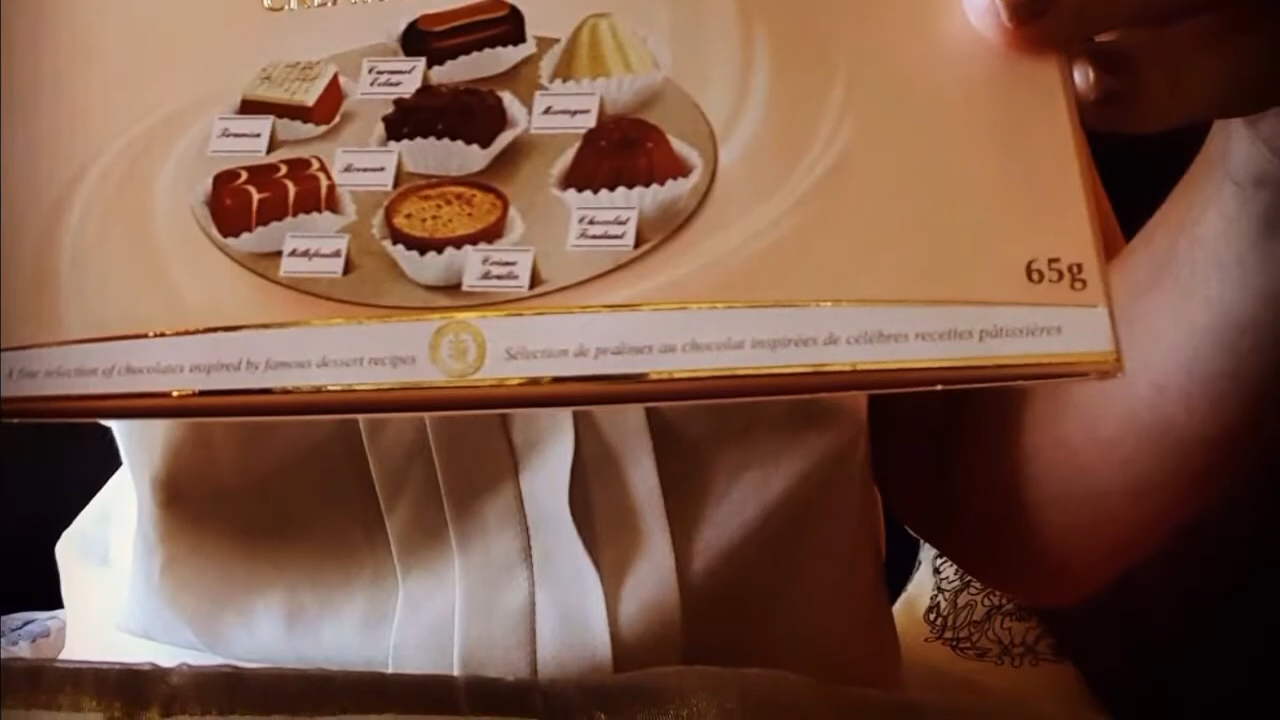 Caramel
Eclair
Tiramisu
Meringue
Brownie
Chocolat
Fondant
Millefeuille
Crème
Brulée
65g
A fine selection of chocolates inspired by famous dessert recipes
Sélection de pralines au chocolat inspirées de célèbres recettes pâtissières